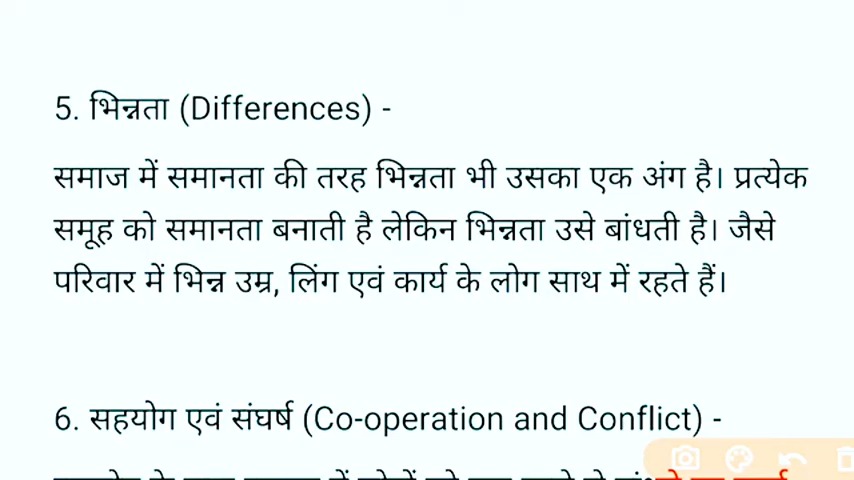 5. भिन्नता (Differences) -
समाज में समानता की तरह भिन्नता भी उसका एक अंग है। प्रत्येक
समूह को समानता बनाती है लेकिन भिन्नता उसे बांधती है। जैसे
परिवार में भिन्न उम्र, लिंग एवं कार्य के लोग साथ में रहते हैं।
6. सहयोग एवं संघर्ष (Co-operation and Conflict) -